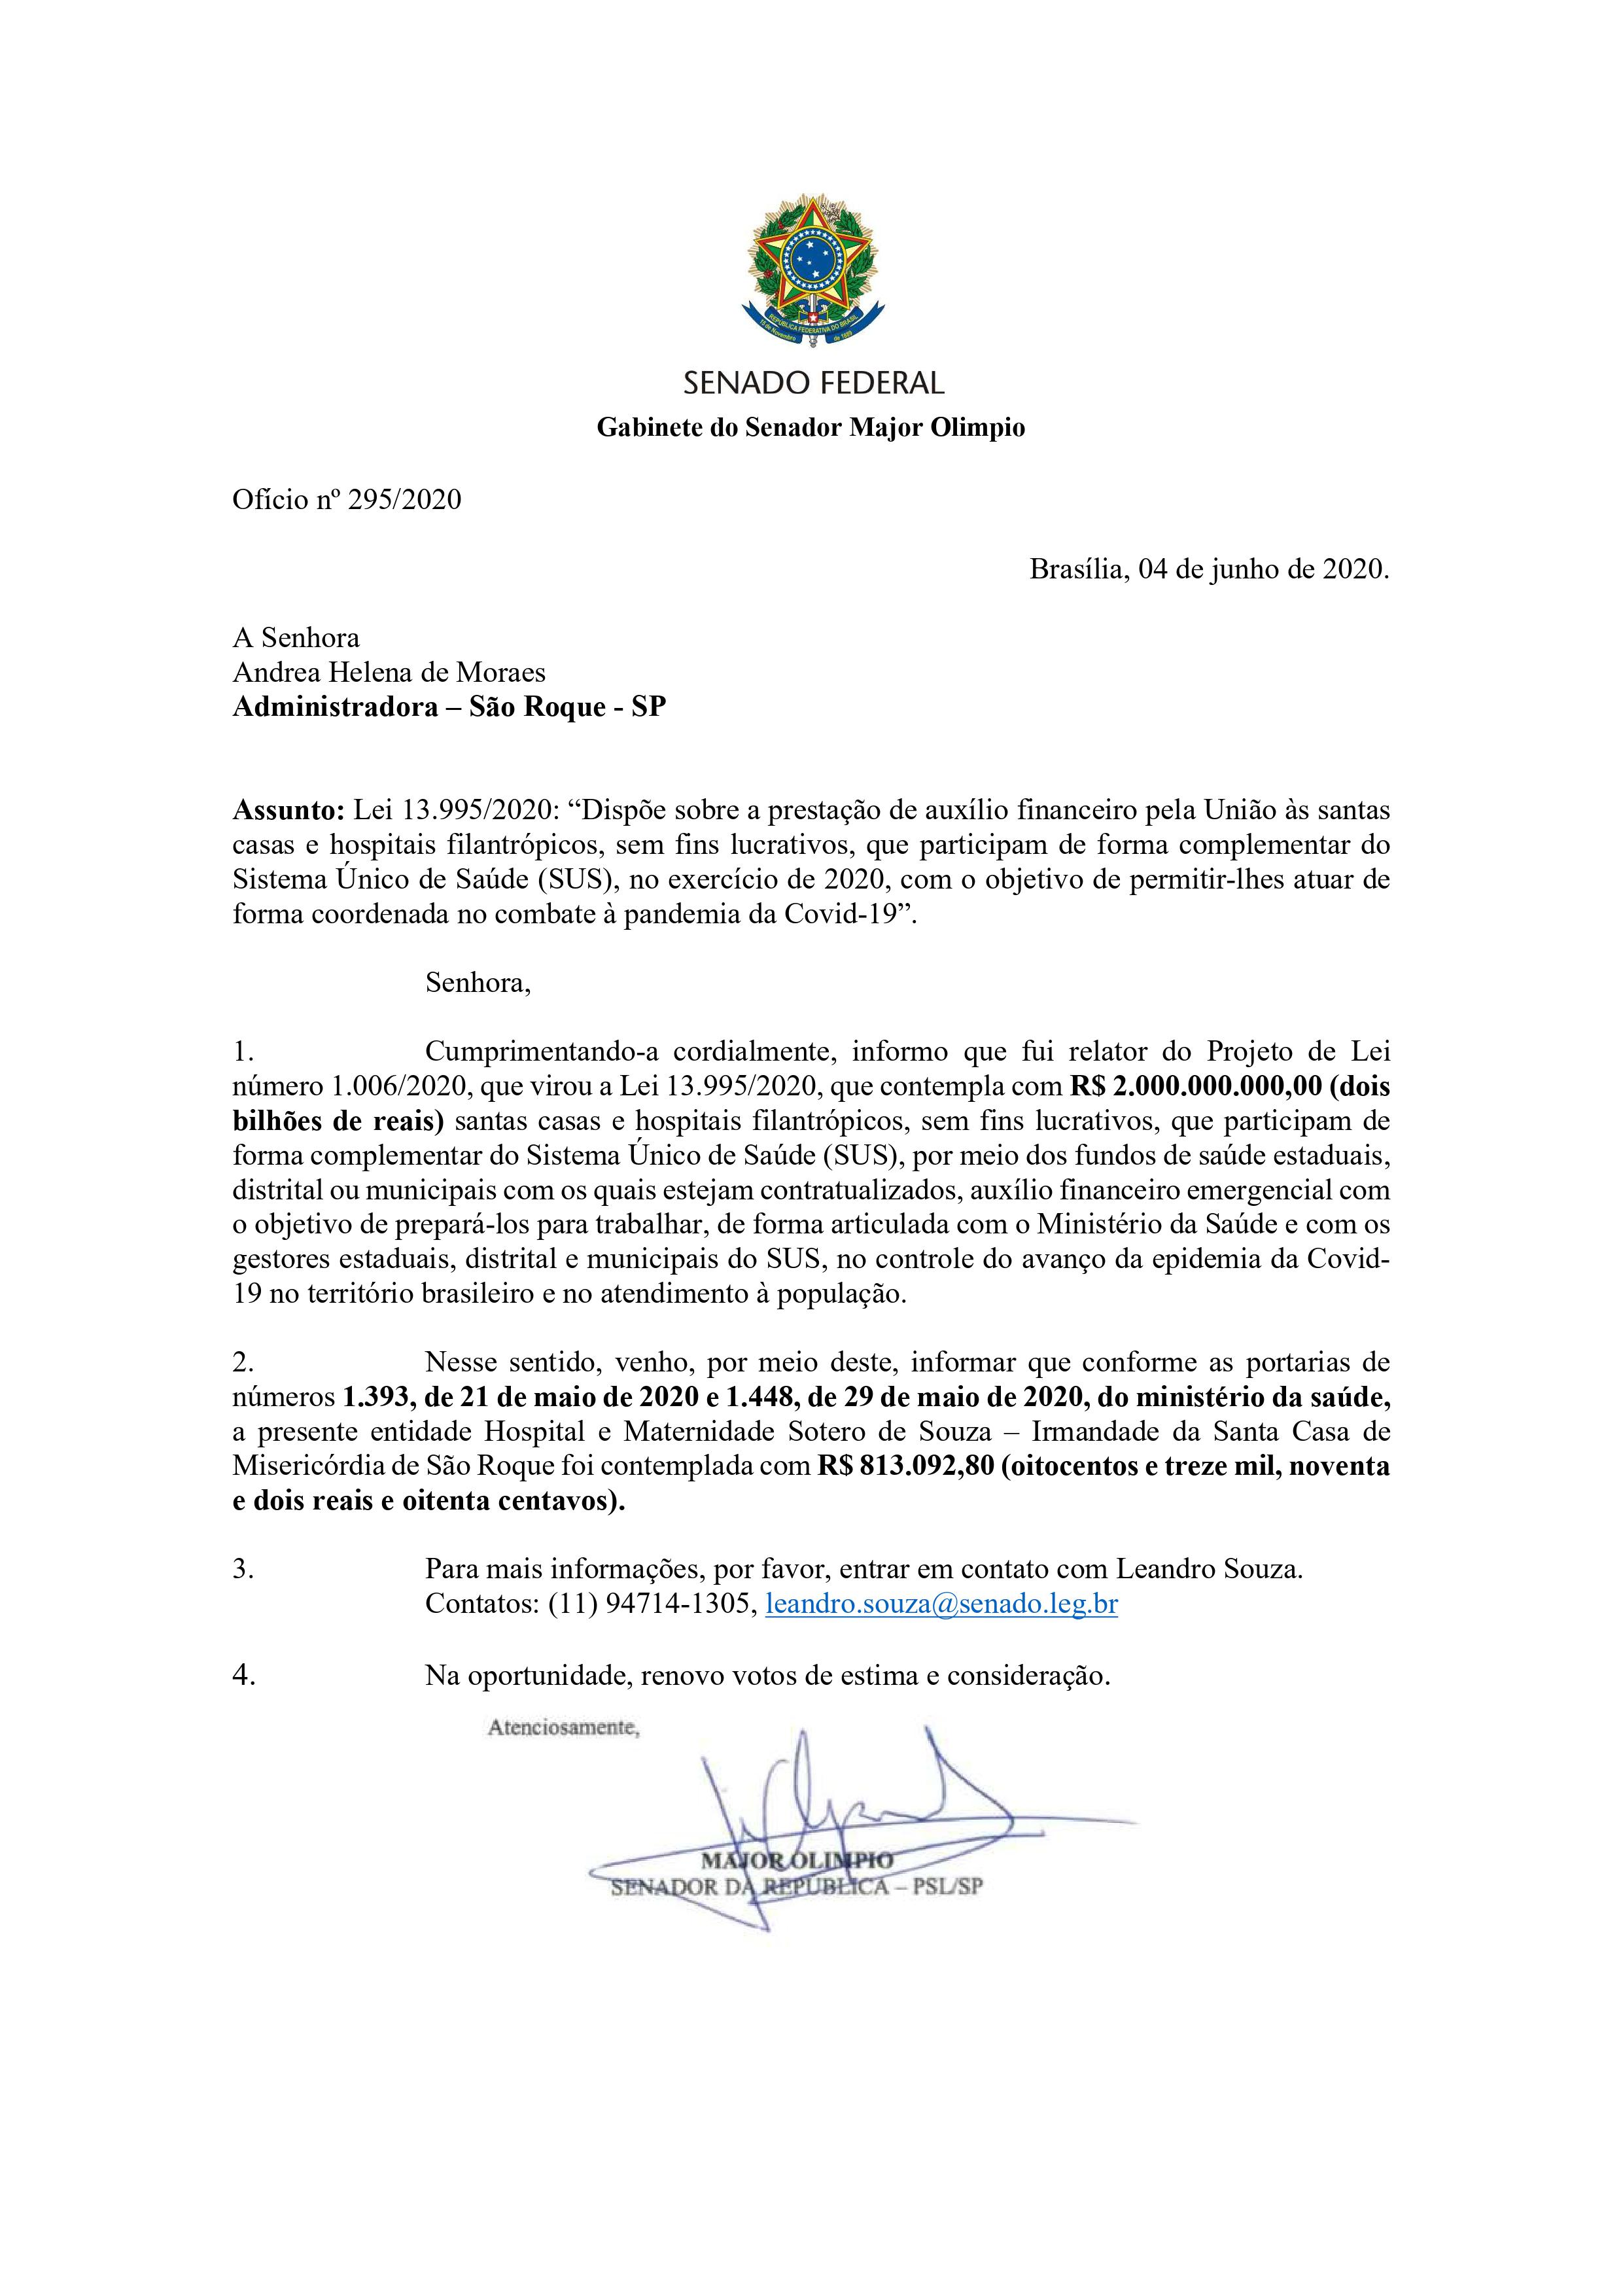 REPÚBLICA FEDERATIVA DO BRASIL
15 de Novembro de 1889
SENADO FEDERAL
Gabinete do Senador Major Olimpio
Ofício nº 295/2020
Brasília, 04 de junho de 2020.
A Senhora
Andrea Helena de Moraes
Administradora – São Roque - SP
Assunto: Lei 13.995/2020: “Dispõe sobre a prestação de auxílio financeiro pela União às santas
casas e hospitais filantrópicos, sem fins lucrativos, que participam de forma complementar do
Sistema Único de Saúde (SUS), no exercício de 2020, com o objetivo de permitir-lhes atuar de
forma coordenada no combate à pandemia da Covid-19”.
Senhora,
1. Cumprimentando-a cordialmente, informo que fui relator do Projeto de Lei
número 1.006/2020, que virou a Lei 13.995/2020, que contempla com R$ 2.000.000.000,00 (dois
bilhões de reais) santas casas e hospitais filantrópicos, sem fins lucrativos, que participam de
forma complementar do Sistema Único de Saúde (SUS), por meio dos fundos de saúde estaduais,
distrital ou municipais com os quais estejam contratualizados, auxílio financeiro emergencial com
o objetivo de prepará-los para trabalhar, de forma articulada com o Ministério da Saúde e com os
gestores estaduais, distrital e municipais do SUS, no controle do avanço da epidemia da Covid-
19 no território brasileiro e no atendimento à população.
2. Nesse sentido, venho, por meio deste, informar que conforme as portarias de
números 1.393, de 21 de maio de 2020 e 1.448, de 29 de maio de 2020, do ministério da saúde,
a presente entidade Hospital e Maternidade Sotero de Souza – Irmandade da Santa Casa de
Misericórdia de São Roque foi contemplada com R$ 813.092,80 (oitocentos e treze mil, noventa
e dois reais e oitenta centavos).
3. Para mais informações, por favor, entrar em contato com Leandro Souza.
Contatos: (11) 94714-1305, leandro.souza@senado.leg.br
4. Na oportunidade, renovo votos de estima e consideração.
Atenciosamente,
MAJOR OLIMPIO
SENADOR DA REPÚBLICA – PSL/SP